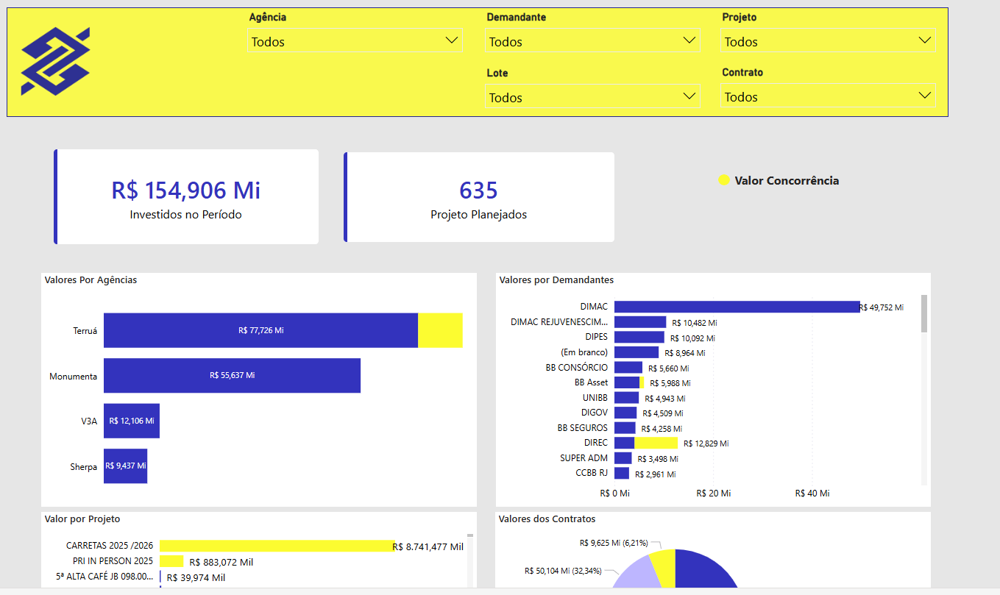 Agência
Todos
Demandante
Todos
Projeto
Todos
Lote
Todos
Contrato
Todos
R$ 154,906 Mi
Investidos no Período
635
Projeto Planejados
Valor Concorrência
Valores Por Agências
Terruá
R$ 77,726 Mi
Monumenta
R$ 55,637 Mi
V3A
R$ 12,106 Mi
Sherpa
R$ 9,437 Mi
Valores por Demandantes
DIMAC R$ 49,752 Mi
DIMAC REJUVENESCIM... R$ 10,482 Mi
DIPES R$ 10,092 Mi
(Em branco) R$ 8,964 Mi
BB CONSÓRCIO R$ 5,660 Mi
BB Asset R$ 5,988 Mi
UNIBB R$ 4,943 Mi
DIGOV R$ 4,509 Mi
BB SEGUROS R$ 4,258 Mi
DIREC R$ 12,829 Mi
SUPER ADM R$ 3,498 Mi
CCBB RJ R$ 2,961 Mi
R$ 0 Mi R$ 20 Mi R$ 40 Mi
Valor por Projeto
CARRETAS 2025 /2026 R$ 8.741,477 Mil
PRI IN PERSON 2025 R$ 883,072 Mil
5ª ALTA CAFÉ JB 098.00... R$ 39,974 Mil
Valores dos Contratos
R$ 9,625 Mi (6,21%)
R$ 50,104 Mi (32,34%)